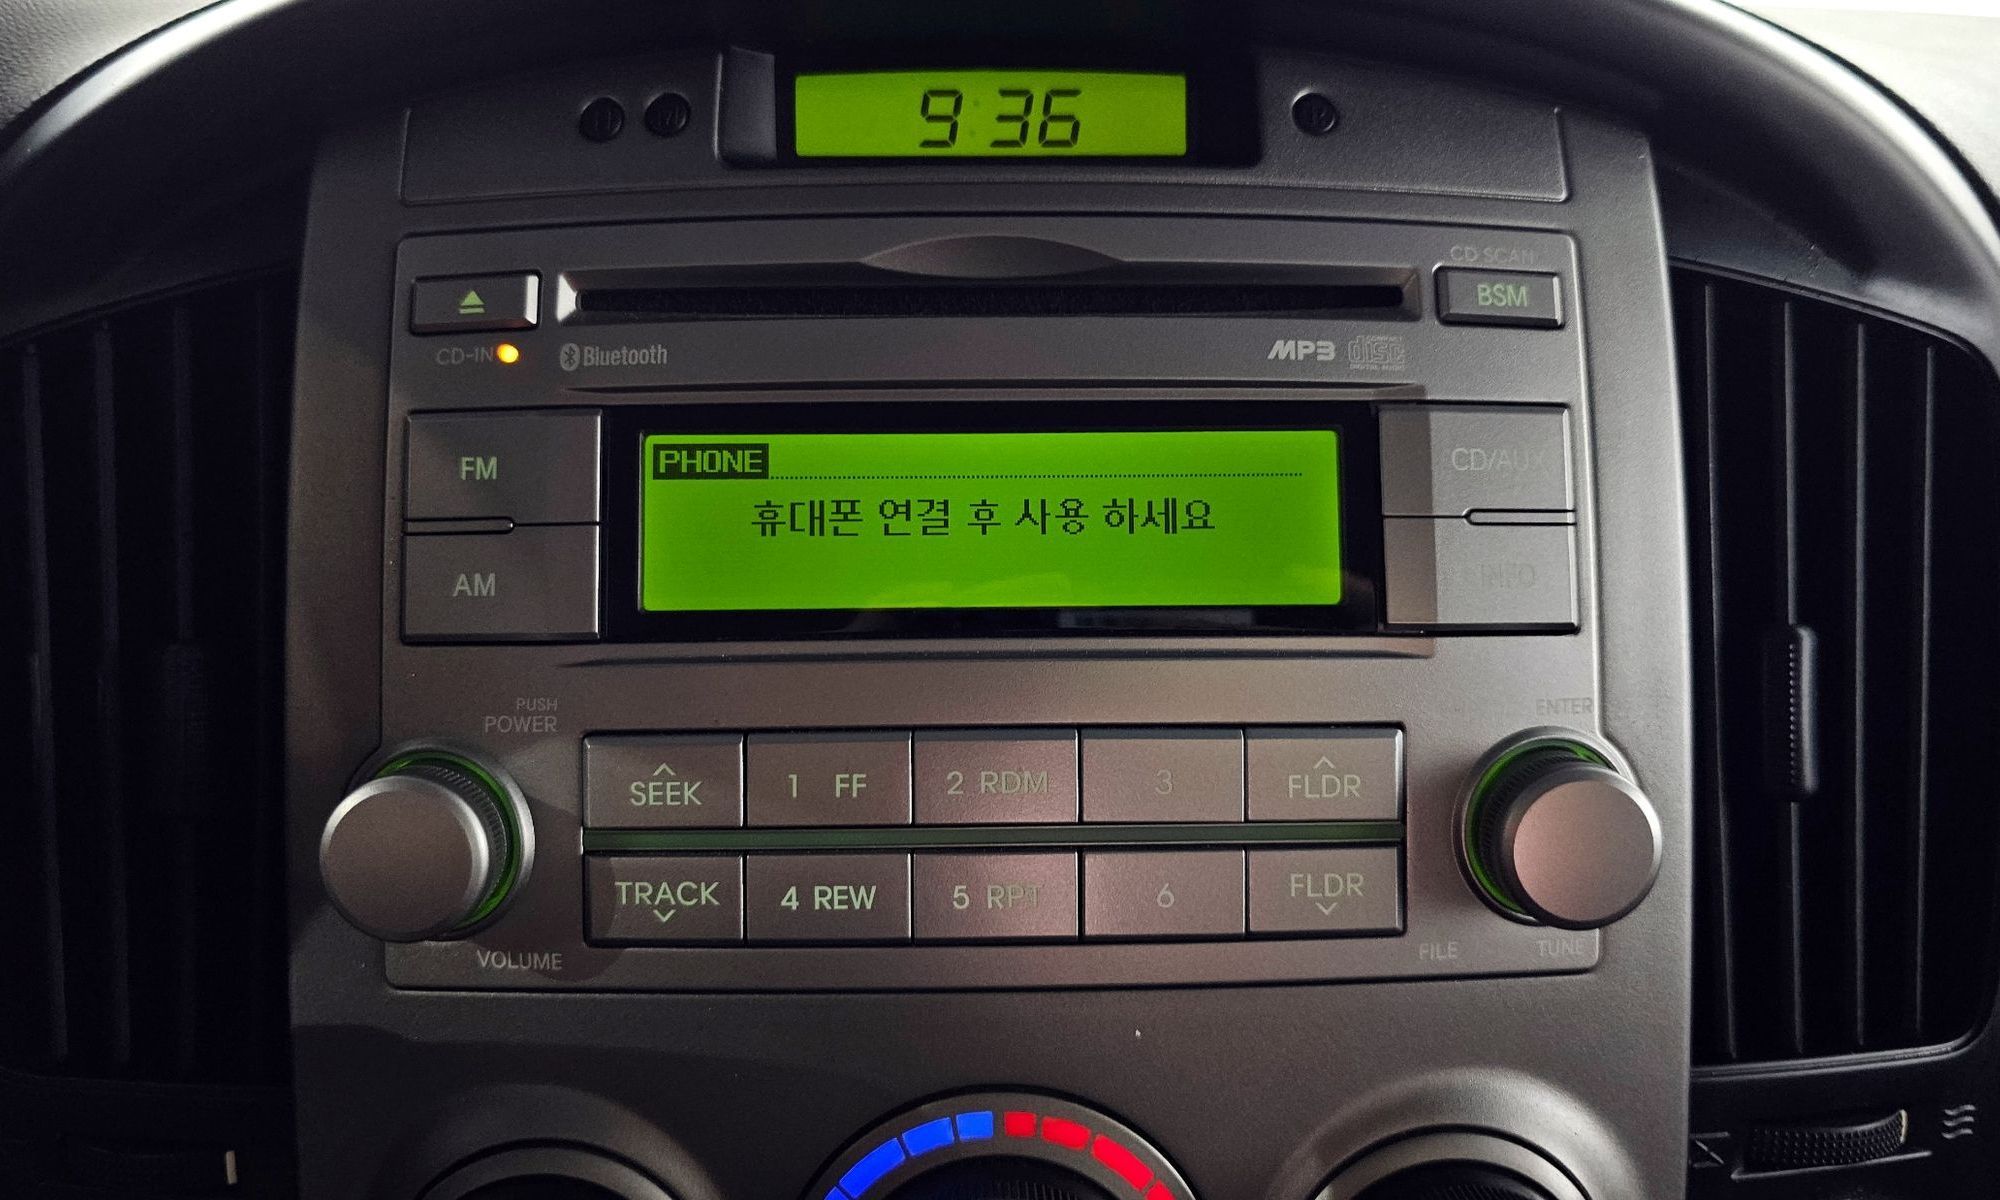 9:36
CD SCAN
BSM
CD-IN
Bluetooth
MP3
disc
FM
PHONE
CD/AUX
휴대폰 연결 후 사용 하세요
AM
INFO
PUSH
POWER
ENTER
SEEK
1 FF
2 RDM
3
FLDR
TRACK
4 REW
5 RPT
6
FLDR
VOLUME
FILE
TUNE